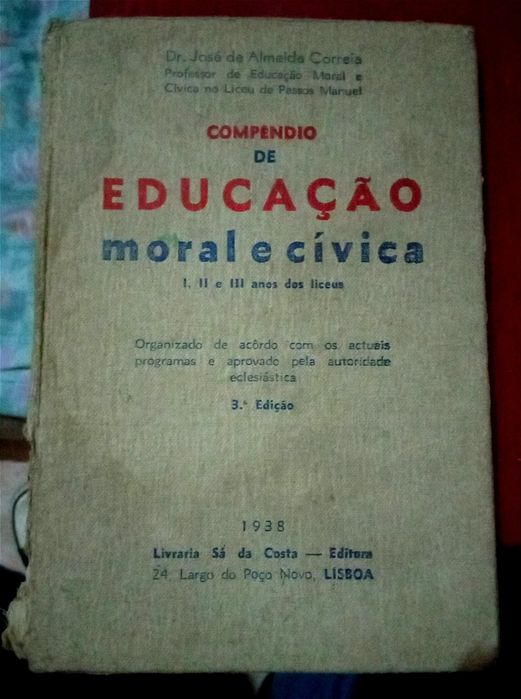 Dr. José de Almeida Correia
Professor de Educação Moral e
Cívica no Liceu de Passos Manuel
COMPÊNDIO
DE
EDUCAÇÃO
moral e cívica
I, II e III anos dos liceus
Organizado de acôrdo com os actuais
programas e aprovado pela autoridade
eclesiástica
3.ª Edição
1938
Livraria Sá da Costa — Editora
24, Largo do Poço Novo, LISBOA